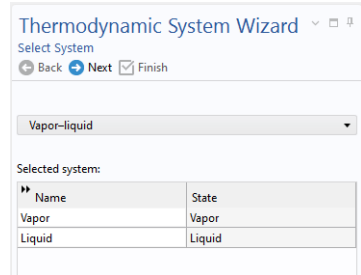 Thermodynamic System Wizard
Select System
Back Next Finish
Vapor–liquid
Selected system:
Name State
Vapor Vapor
Liquid Liquid